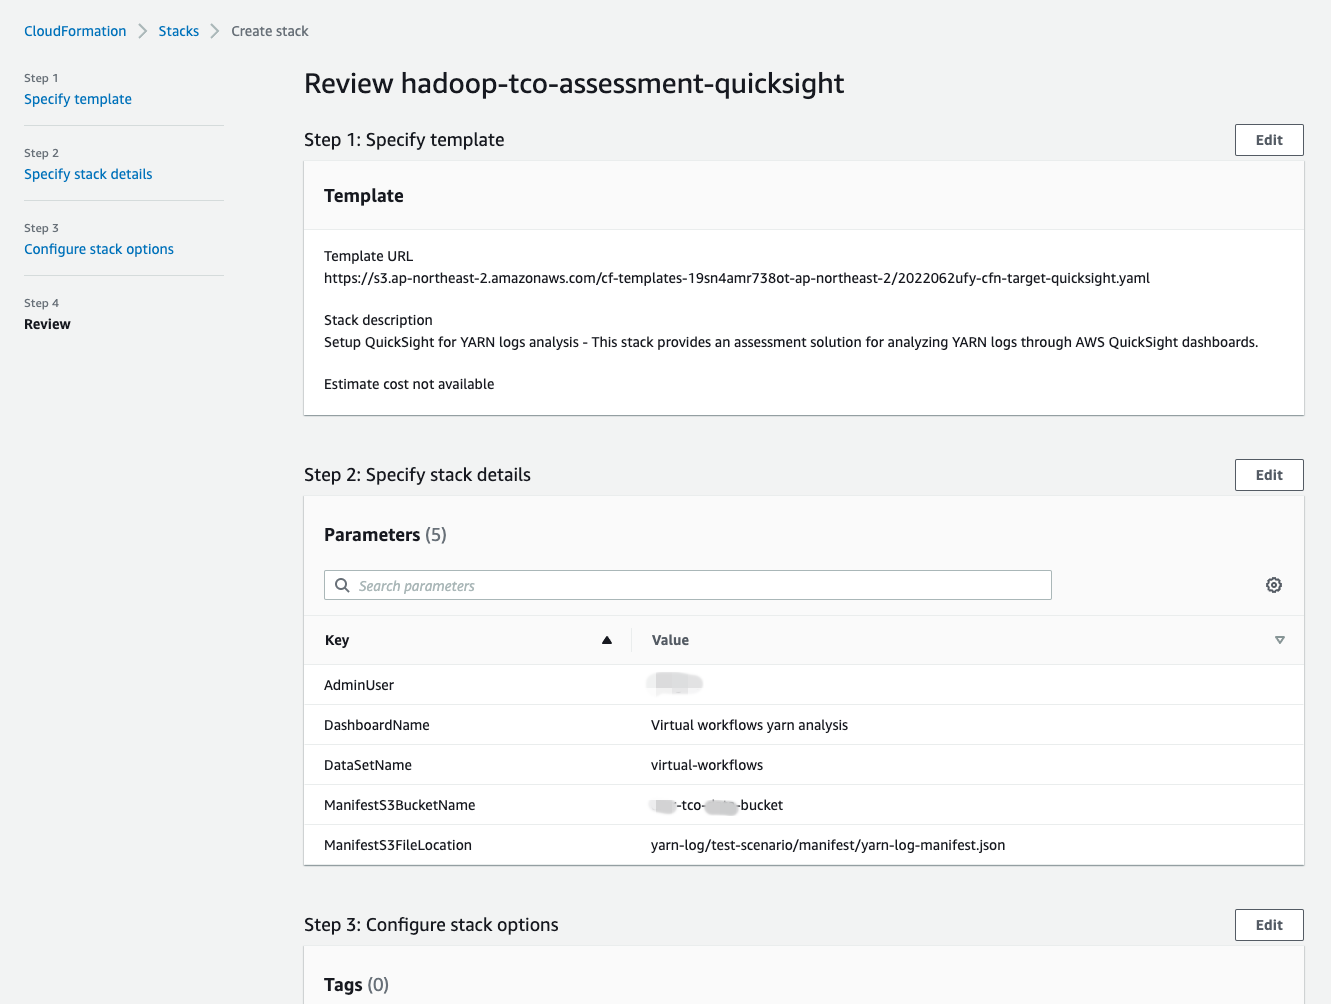 CloudFormation > Stacks > Create stack
Step 1
Specify template
Step 2
Specify stack details
Step 3
Configure stack options
Step 4
Review
Review hadoop-tco-assessment-quicksight
Step 1: Specify template
Edit
Template
Template URL
https://s3.ap-northeast-2.amazonaws.com/cf-templates-19sn4amr738ot-ap-northeast-2/2022062ufy-cfn-target-quicksight.yaml
Stack description
Setup QuickSight for YARN logs analysis - This stack provides an assessment solution for analyzing YARN logs through AWS QuickSight dashboards.
Estimate cost not available
Step 2: Specify stack details
Edit
Parameters (5)
Search parameters
Key Value
AdminUser
DashboardName Virtual workflows yarn analysis
DataSetName virtual-workflows
ManifestS3BucketName -tco- -bucket
ManifestS3FileLocation yarn-log/test-scenario/manifest/yarn-log-manifest.json
Step 3: Configure stack options
Edit
Tags (0)